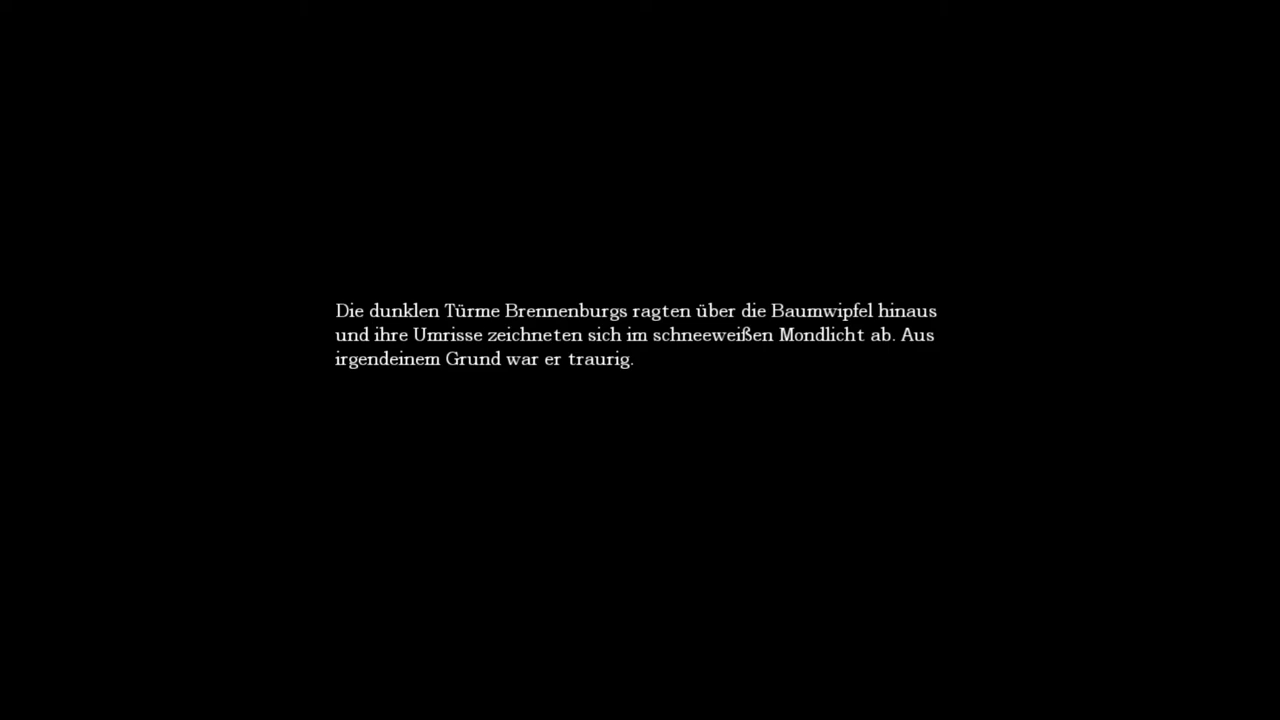 Die dunklen Türme Brennenburgs ragten über die Baumwipfel hinaus
und ihre Umrisse zeichneten sich im schneeweißen Mondlicht ab. Aus
irgendeinem Grund war er traurig.